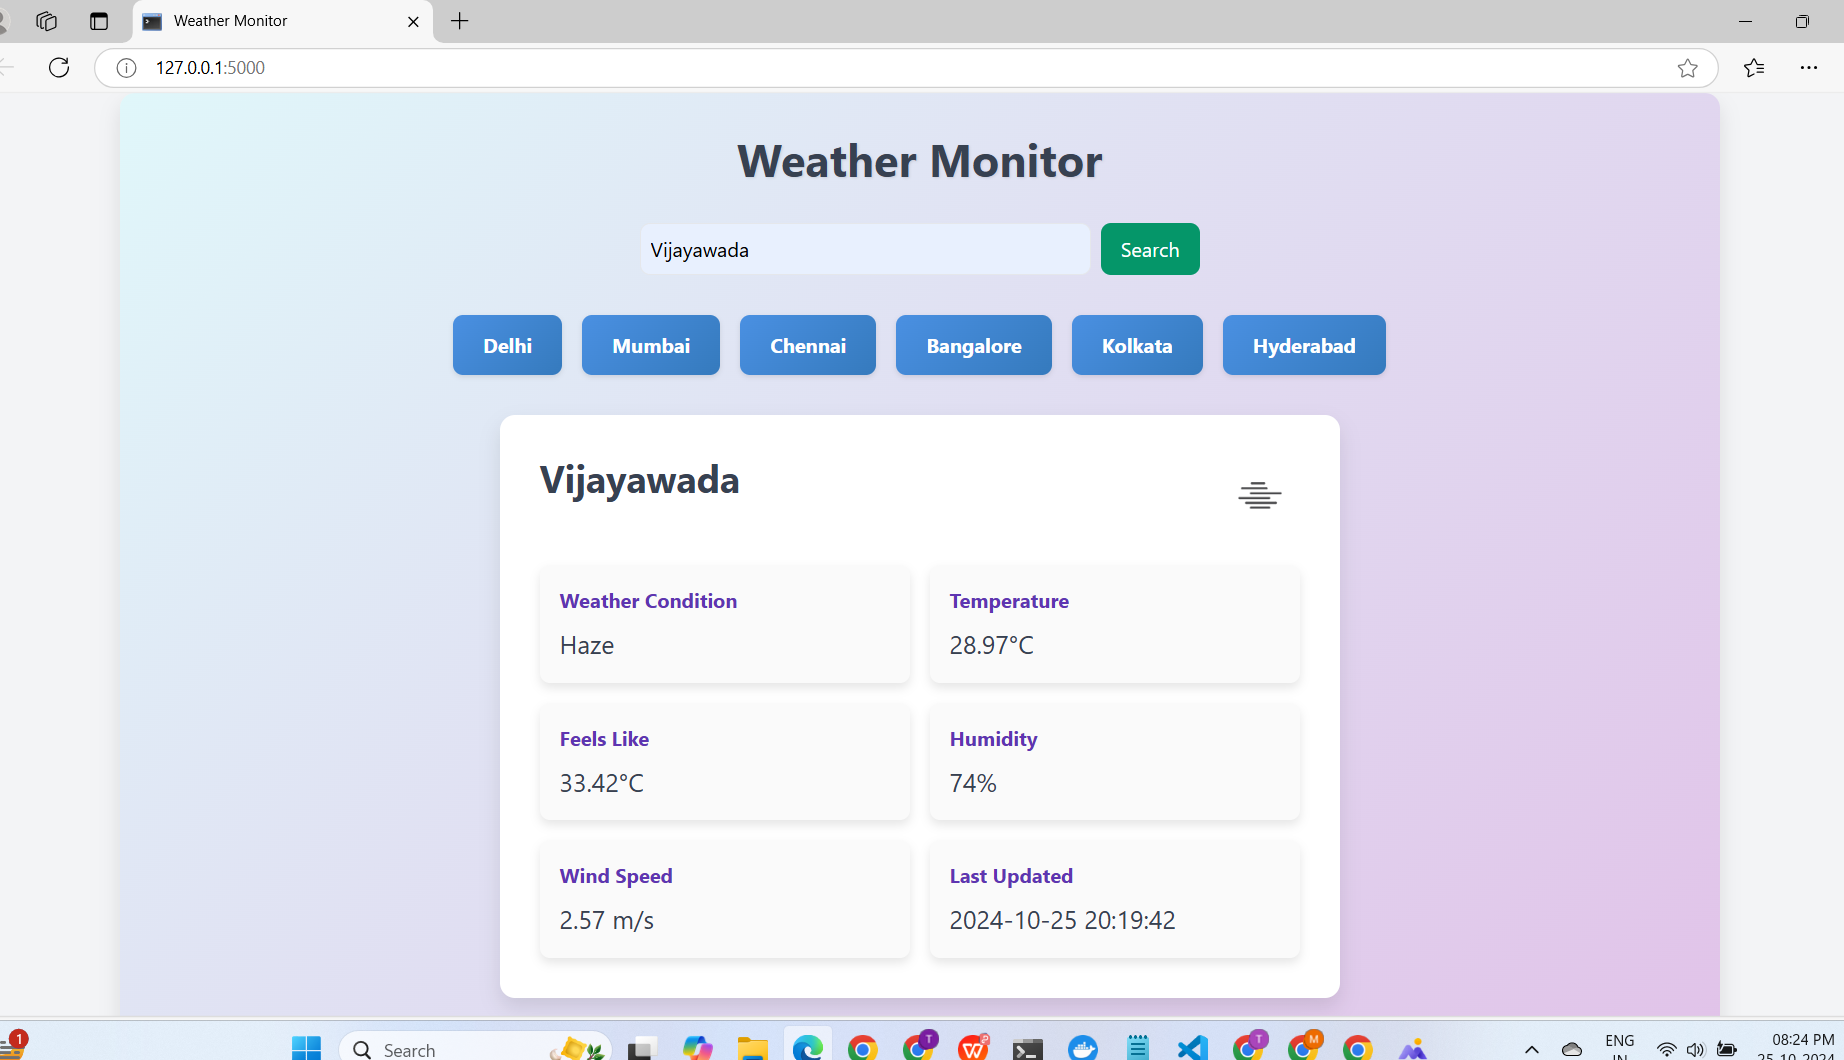 Weather Monitor
127.0.0.1:5000
Weather Monitor
Vijayawada
Search
Delhi Mumbai Chennai Bangalore Kolkata Hyderabad
Vijayawada
Weather Condition
Haze
Temperature
28.97°C
Feels Like
33.42°C
Humidity
74%
Wind Speed
2.57 m/s
Last Updated
2024-10-25 20:19:42
1
Search
T
T
M
ENG
IN
08:24 PM
25-10-2024